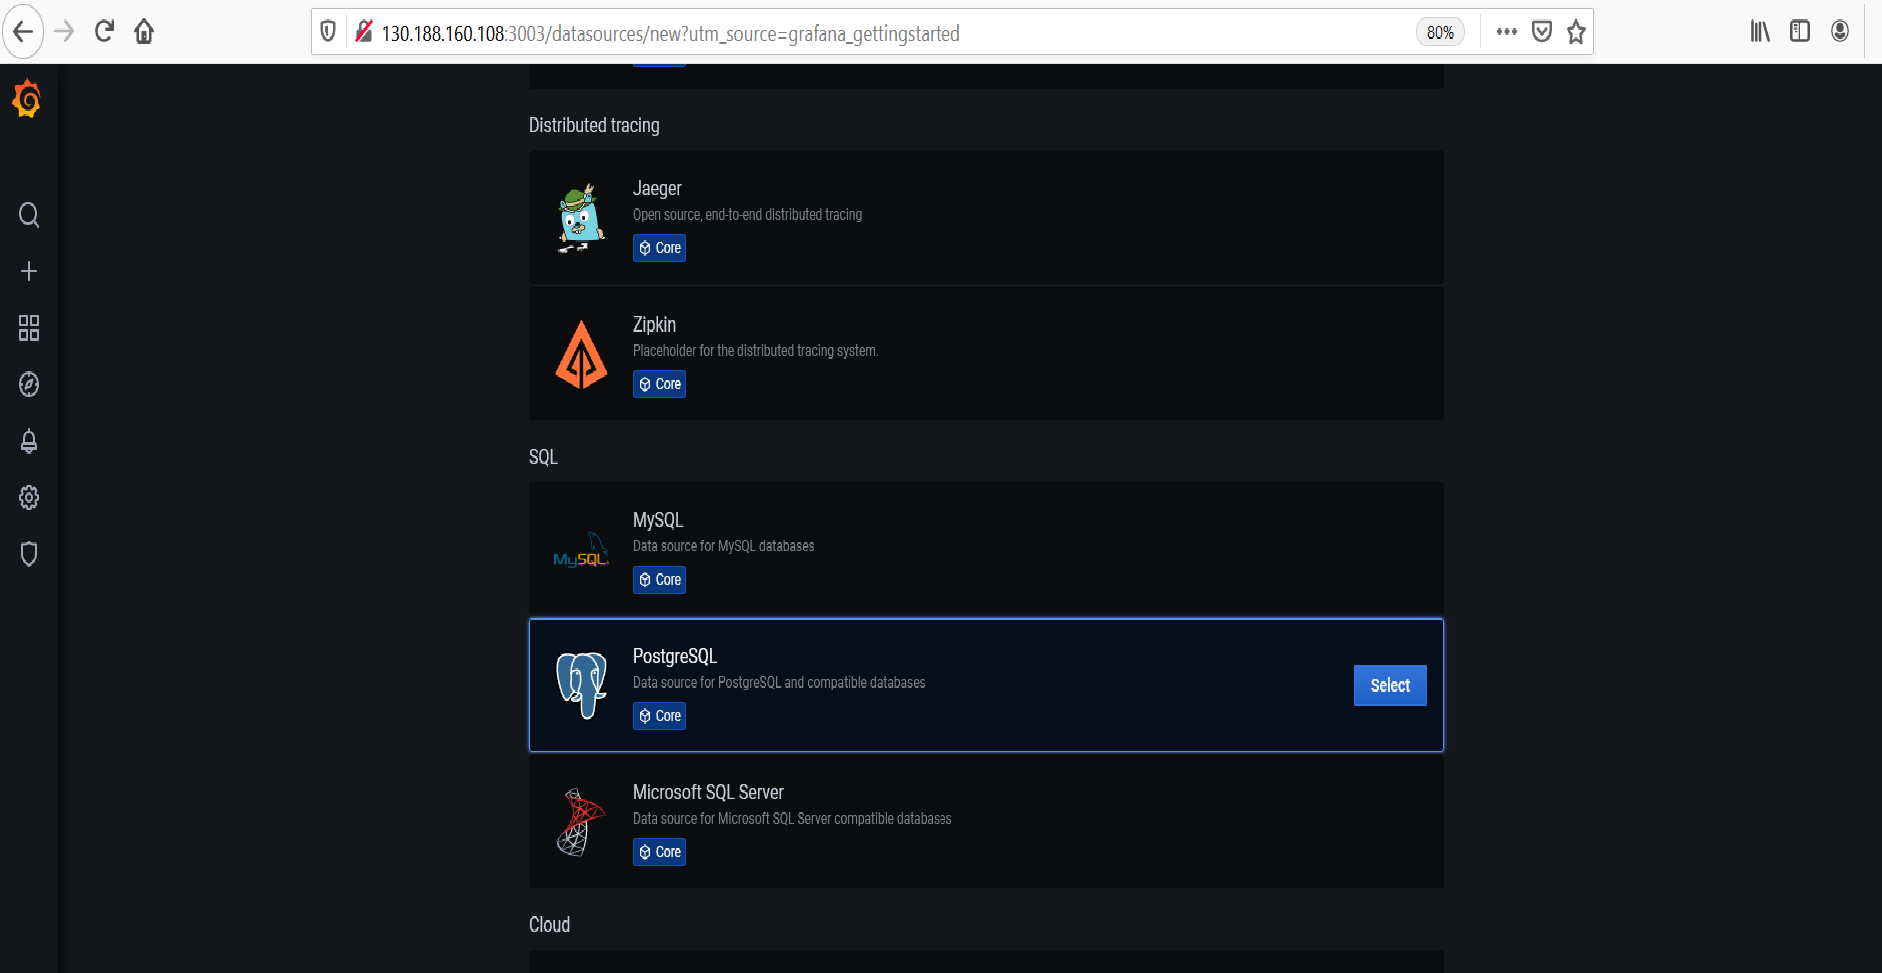 130.188.160.108:3003/datasources/new?utm_source=grafana_gettingstarted
80%
Distributed tracing
Jaeger
Open source, end-to-end distributed tracing
Core
Zipkin
Placeholder for the distributed tracing system.
Core
SQL
MySQL
MySQL
Data source for MySQL databases
Core
PostgreSQL
Data source for PostgreSQL and compatible databases
Core
Select
Microsoft SQL Server
Data source for Microsoft SQL Server compatible databases
Core
Cloud